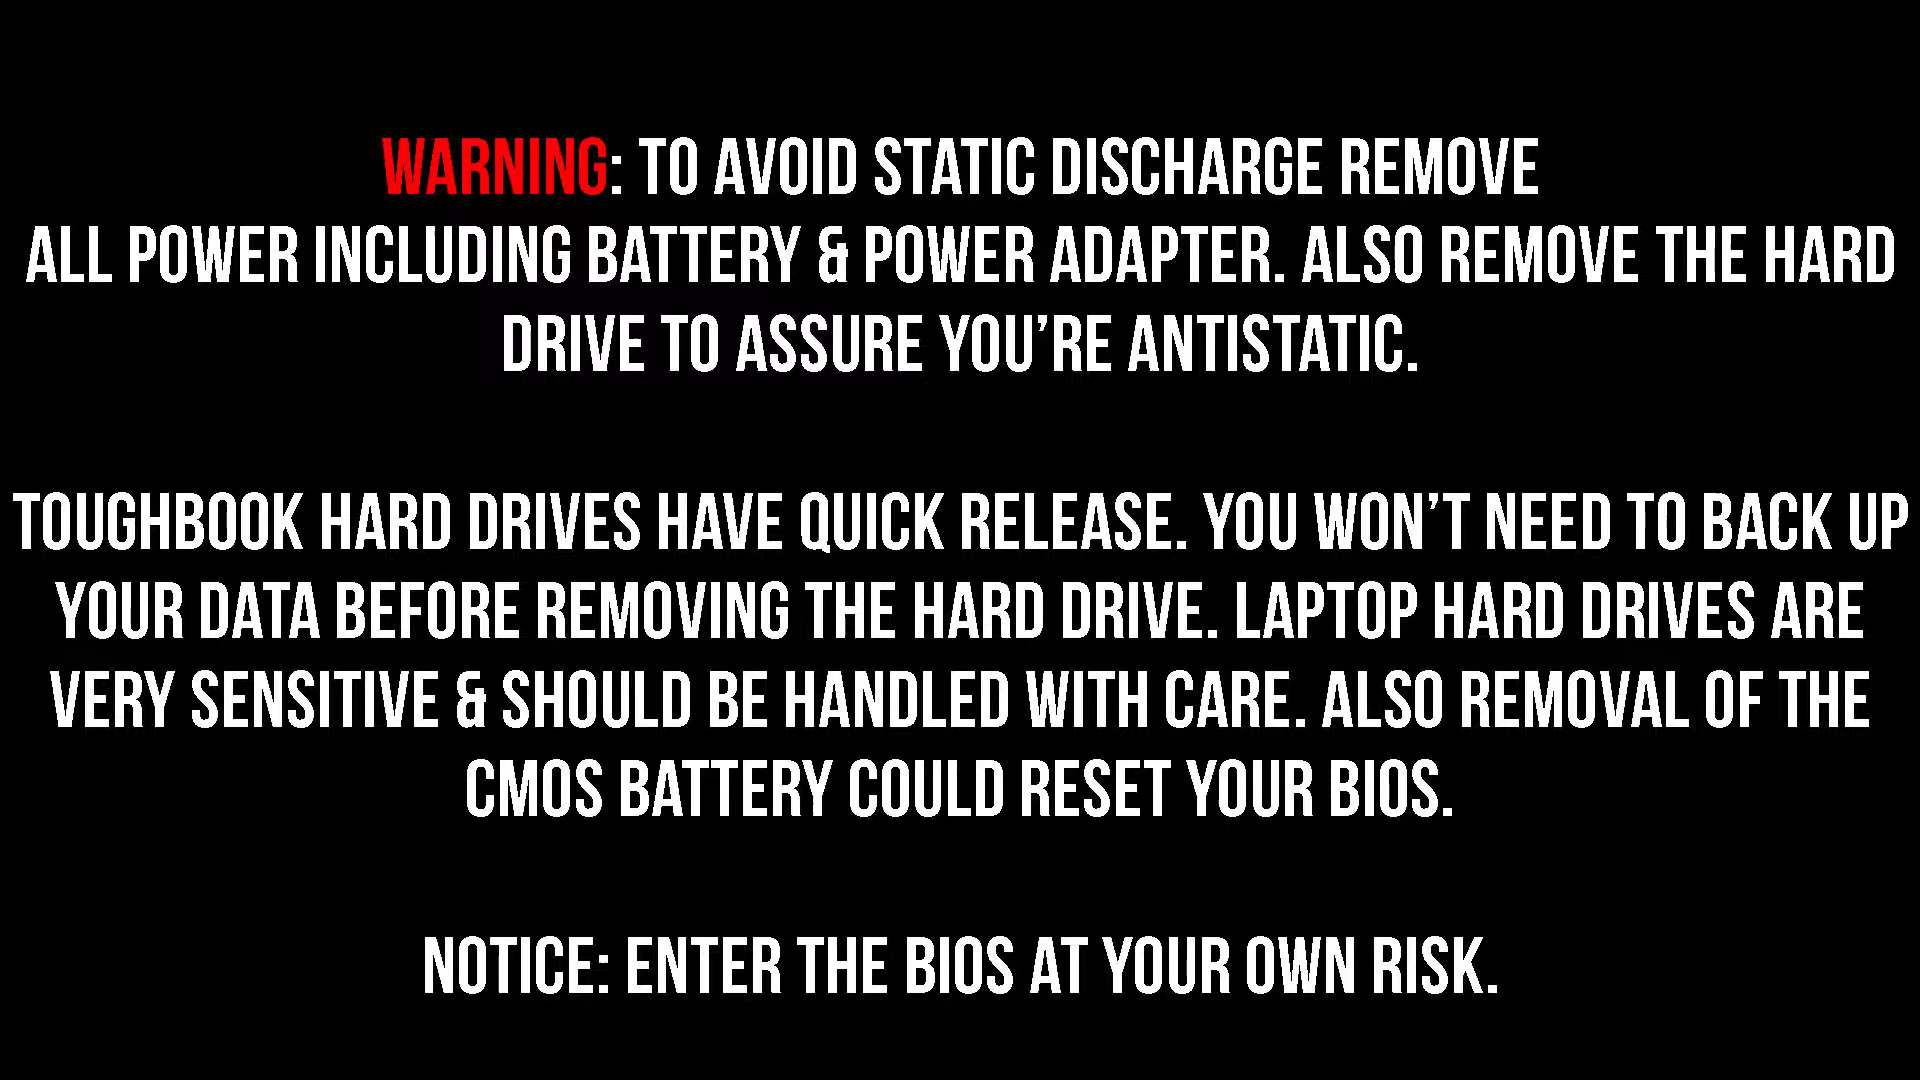 WARNING: TO AVOID STATIC DISCHARGE REMOVE
ALL POWER INCLUDING BATTERY & POWER ADAPTER. ALSO REMOVE THE HARD
DRIVE TO ASSURE YOU’RE ANTISTATIC.
TOUGHBOOK HARD DRIVES HAVE QUICK RELEASE. YOU WON’T NEED TO BACK UP
YOUR DATA BEFORE REMOVING THE HARD DRIVE. LAPTOP HARD DRIVES ARE
VERY SENSITIVE & SHOULD BE HANDLED WITH CARE. ALSO REMOVAL OF THE
CMOS BATTERY COULD RESET YOUR BIOS.
NOTICE: ENTER THE BIOS AT YOUR OWN RISK.